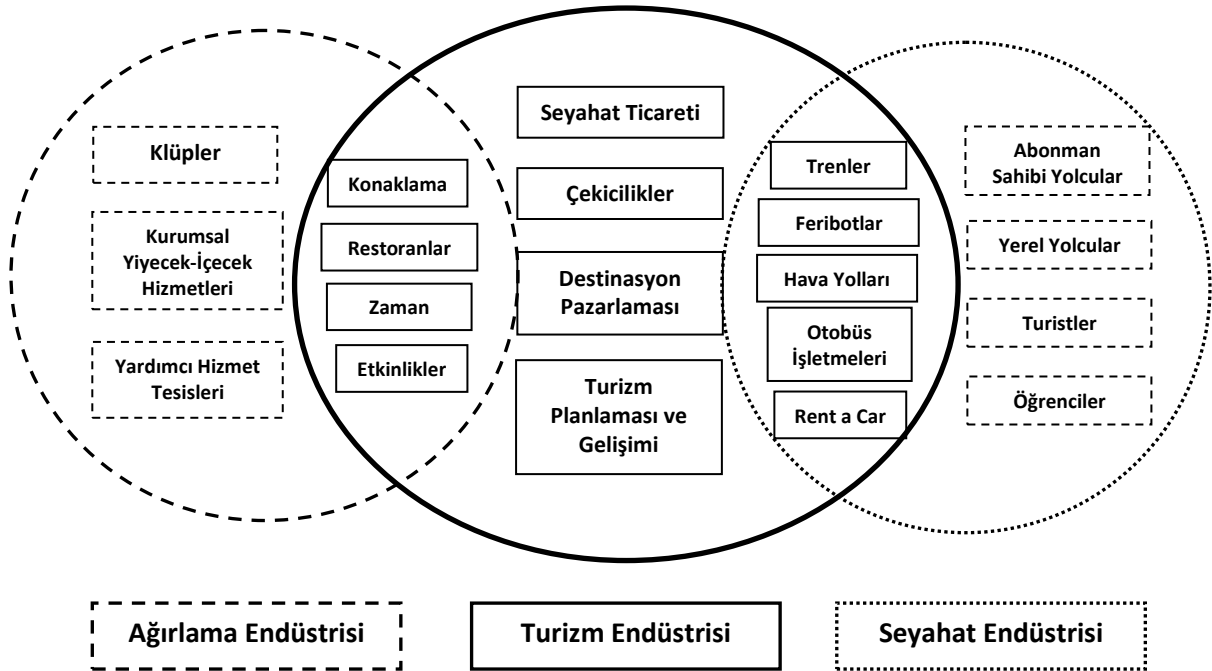 Klüpler
Kurumsal
Yiyecek-İçecek
Hizmetleri
Yardımcı Hizmet
Tesisleri
Konaklama
Restoranlar
Zaman
Etkinlikler
Seyahat Ticareti
Çekicilikler
Destinasyon
Pazarlaması
Turizm
Planlaması ve
Gelişimi
Trenler
Feribotlar
Hava Yolları
Otobüs
İşletmeleri
Rent a Car
Abonman
Sahibi Yolcular
Yerel Yolcular
Turistler
Öğrenciler
Ağırlama Endüstrisi
Turizm Endüstrisi
Seyahat Endüstrisi